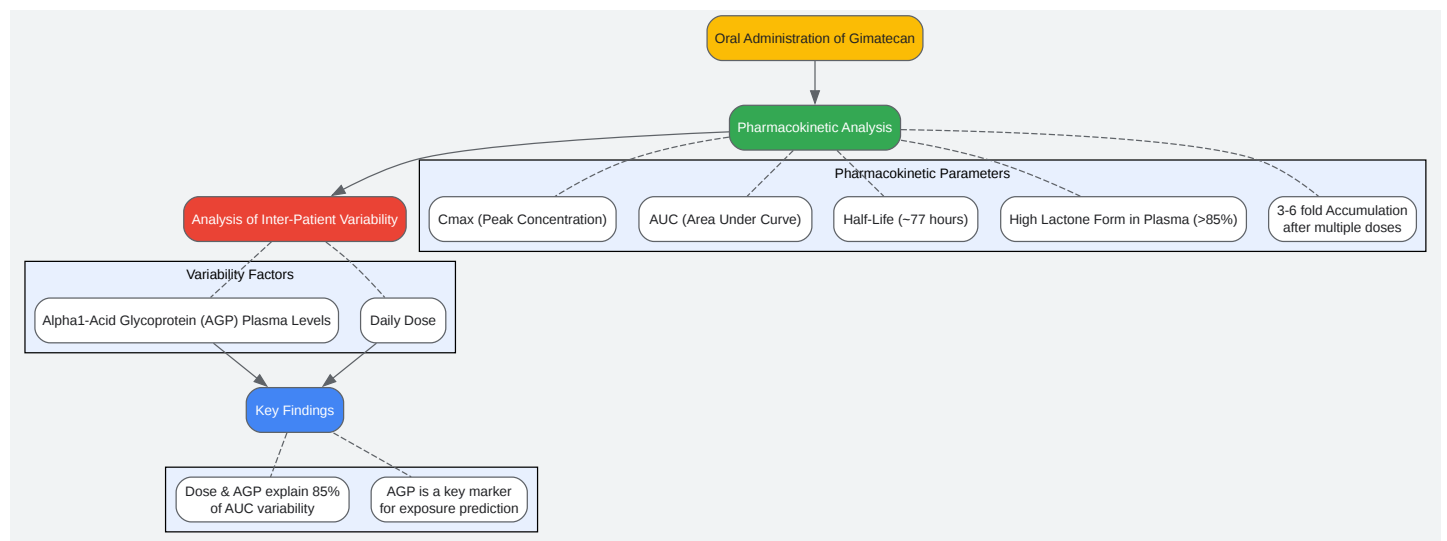 Oral Administration of Gimatecan
Pharmacokinetic Analysis
Pharmacokinetic Parameters
Analysis of Inter-Patient Variability
Cmax (Peak Concentration)
AUC (Area Under Curve)
Half-Life (~77 hours)
High Lactone Form in Plasma (>85%)
3-6 fold Accumulation
after multiple doses
Variability Factors
Alpha1-Acid Glycoprotein (AGP) Plasma Levels
Daily Dose
Key Findings
Dose & AGP explain 85%
of AUC variability
AGP is a key marker
for exposure prediction